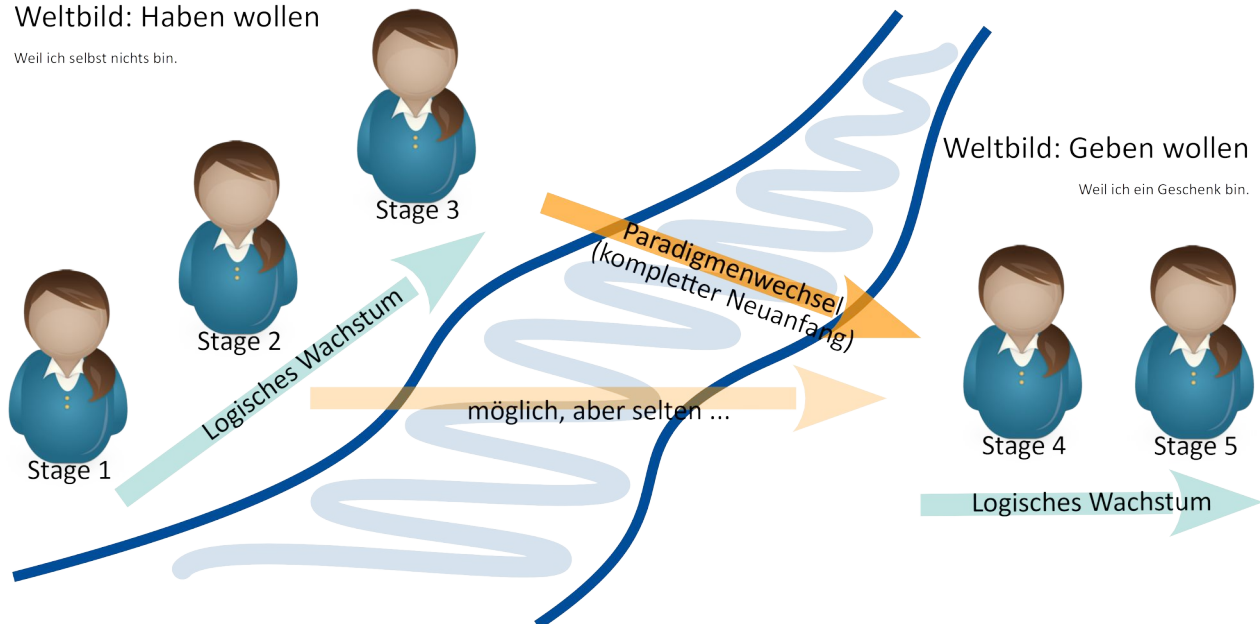 Weltbild: Haben wollen
Weil ich selbst nichts bin.
Stage 3
Stage 2
Stage 1
Logisches Wachstum
Paradigmenwechsel
(kompletter Neuanfang)
möglich, aber selten ...
Weltbild: Geben wollen
Weil ich ein Geschenk bin.
Stage 4
Stage 5
Logisches Wachstum